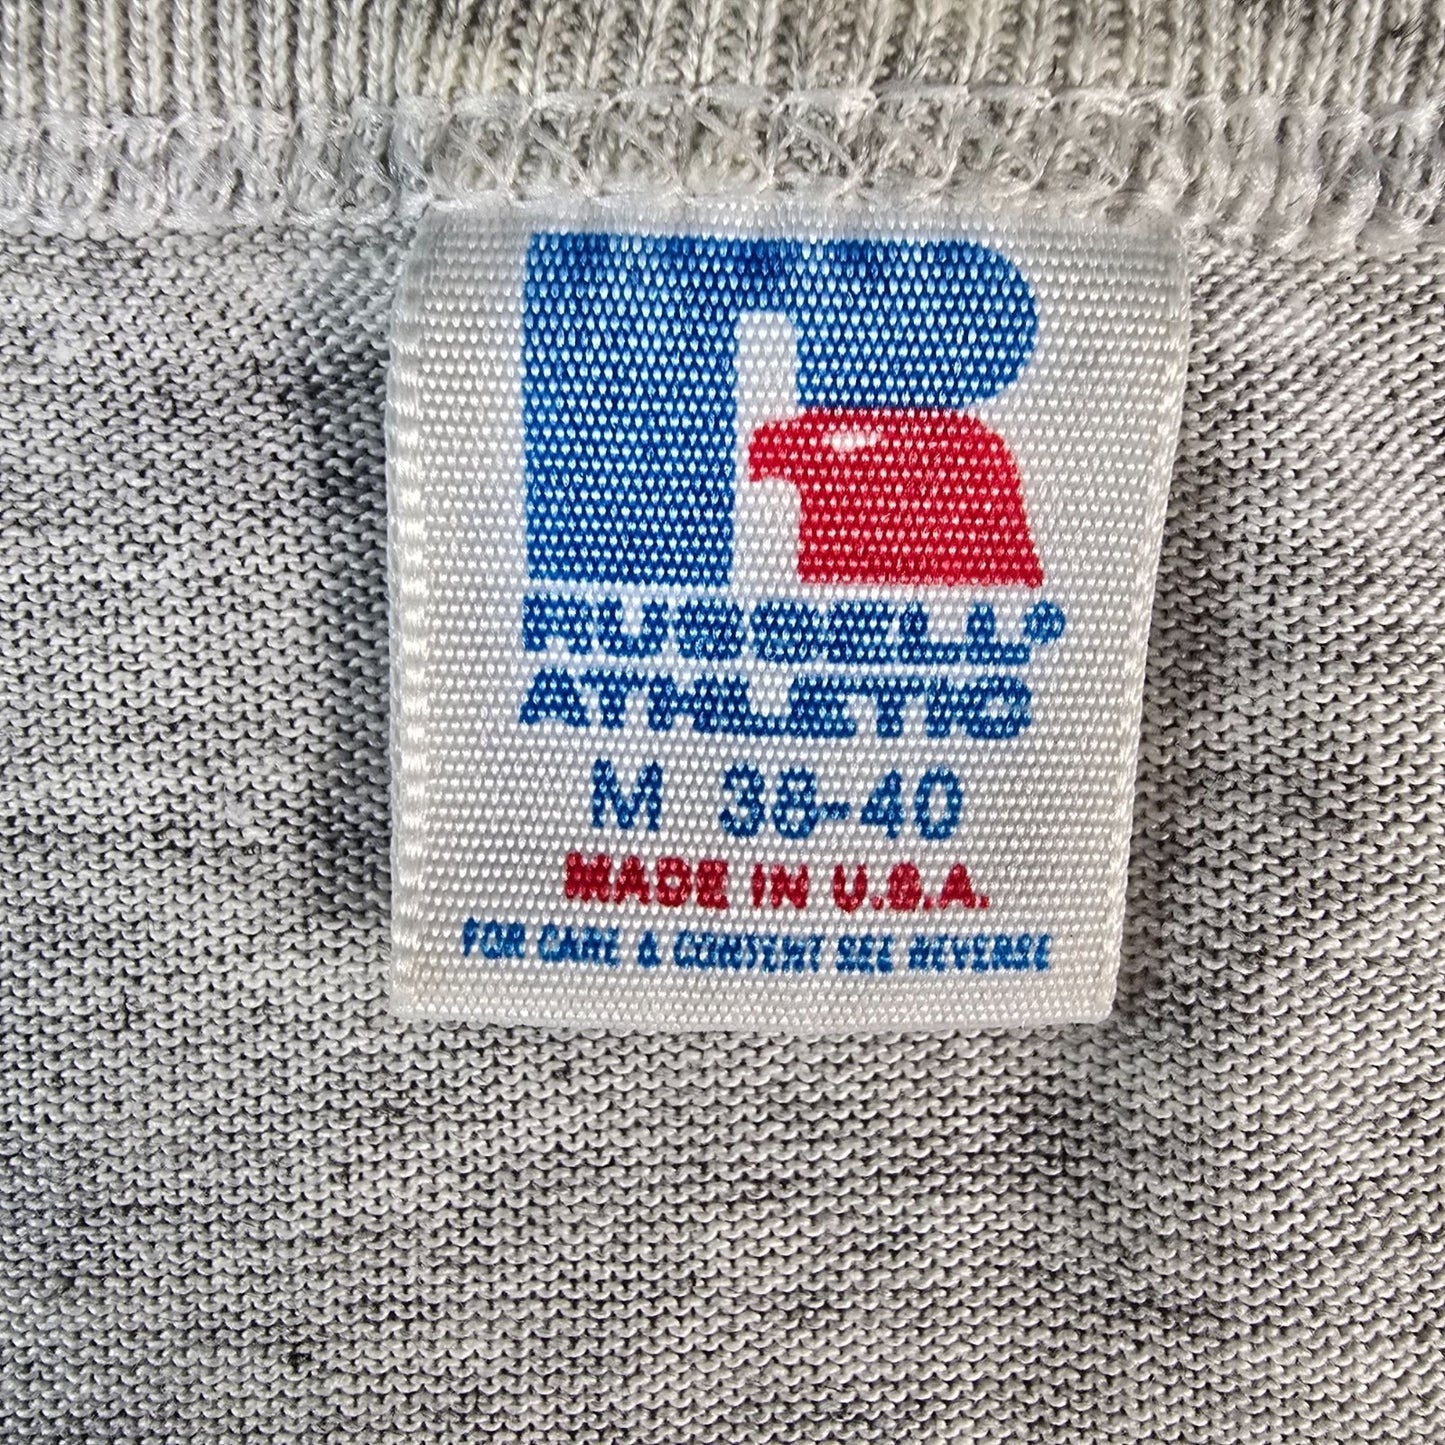 R
RUSSELL®
ATHLETIC
M 38-40
MADE IN U.S.A.
FOR CARE & CONTENT SEE REVERSE